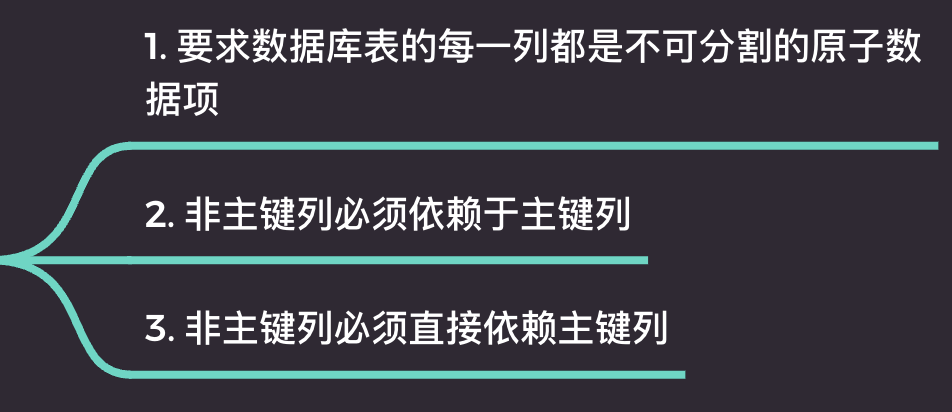 1. 要求数据库表的每一列都是不可分割的原子数
据项
2. 非主键列必须依赖于主键列
3. 非主键列必须直接依赖主键列